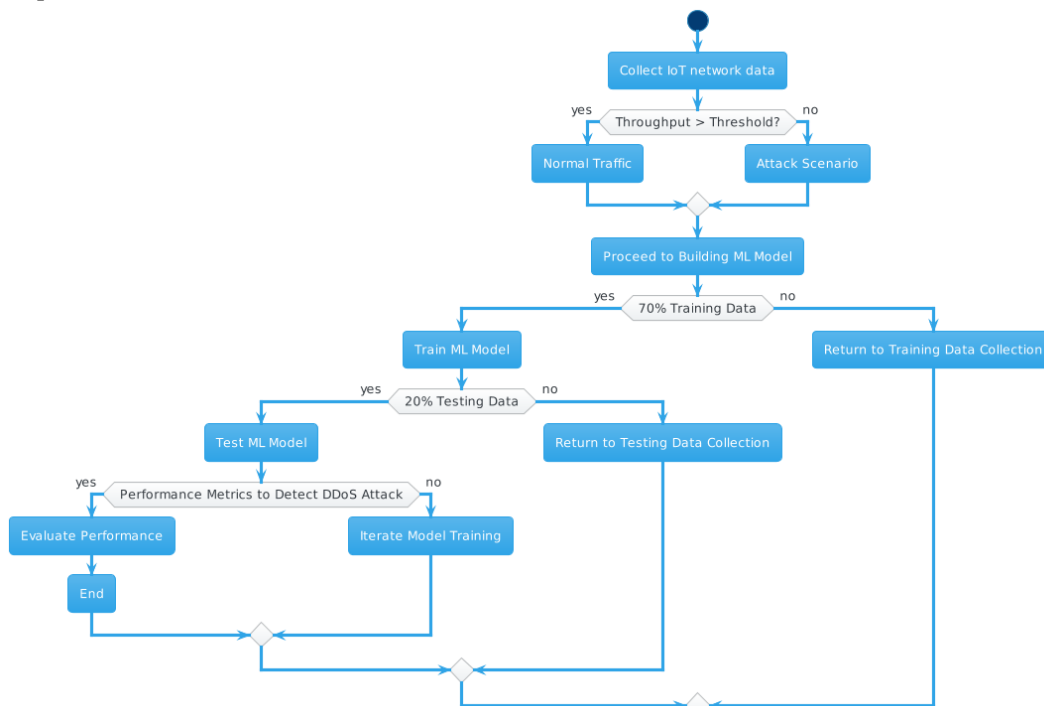 Collect IoT network data
yes
Throughput > Threshold?
no
Normal Traffic
Attack Scenario
Proceed to Building ML Model
yes
70% Training Data
no
Train ML Model
Return to Training Data Collection
yes
20% Testing Data
no
Test ML Model
Return to Testing Data Collection
yes
Performance Metrics to Detect DDoS Attack
no
Evaluate Performance
Iterate Model Training
End